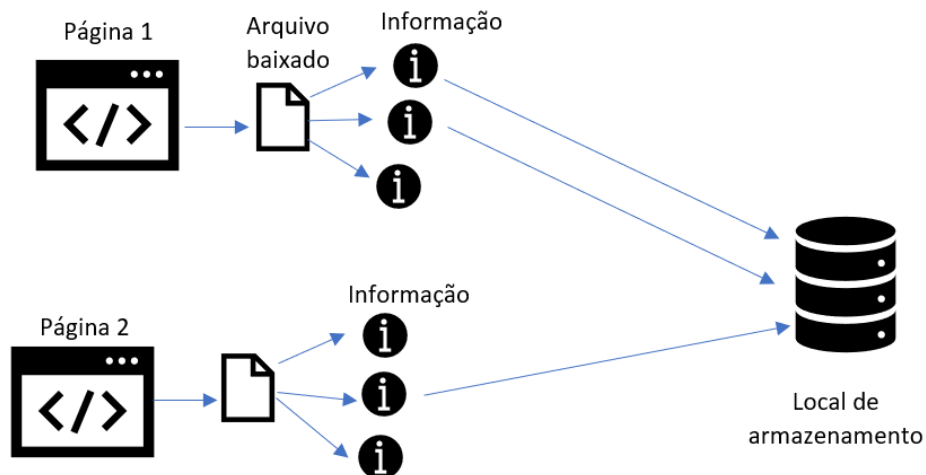 Página 1
Arquivo
baixado
Informação
Informação
Página 2
Local de
armazenamento